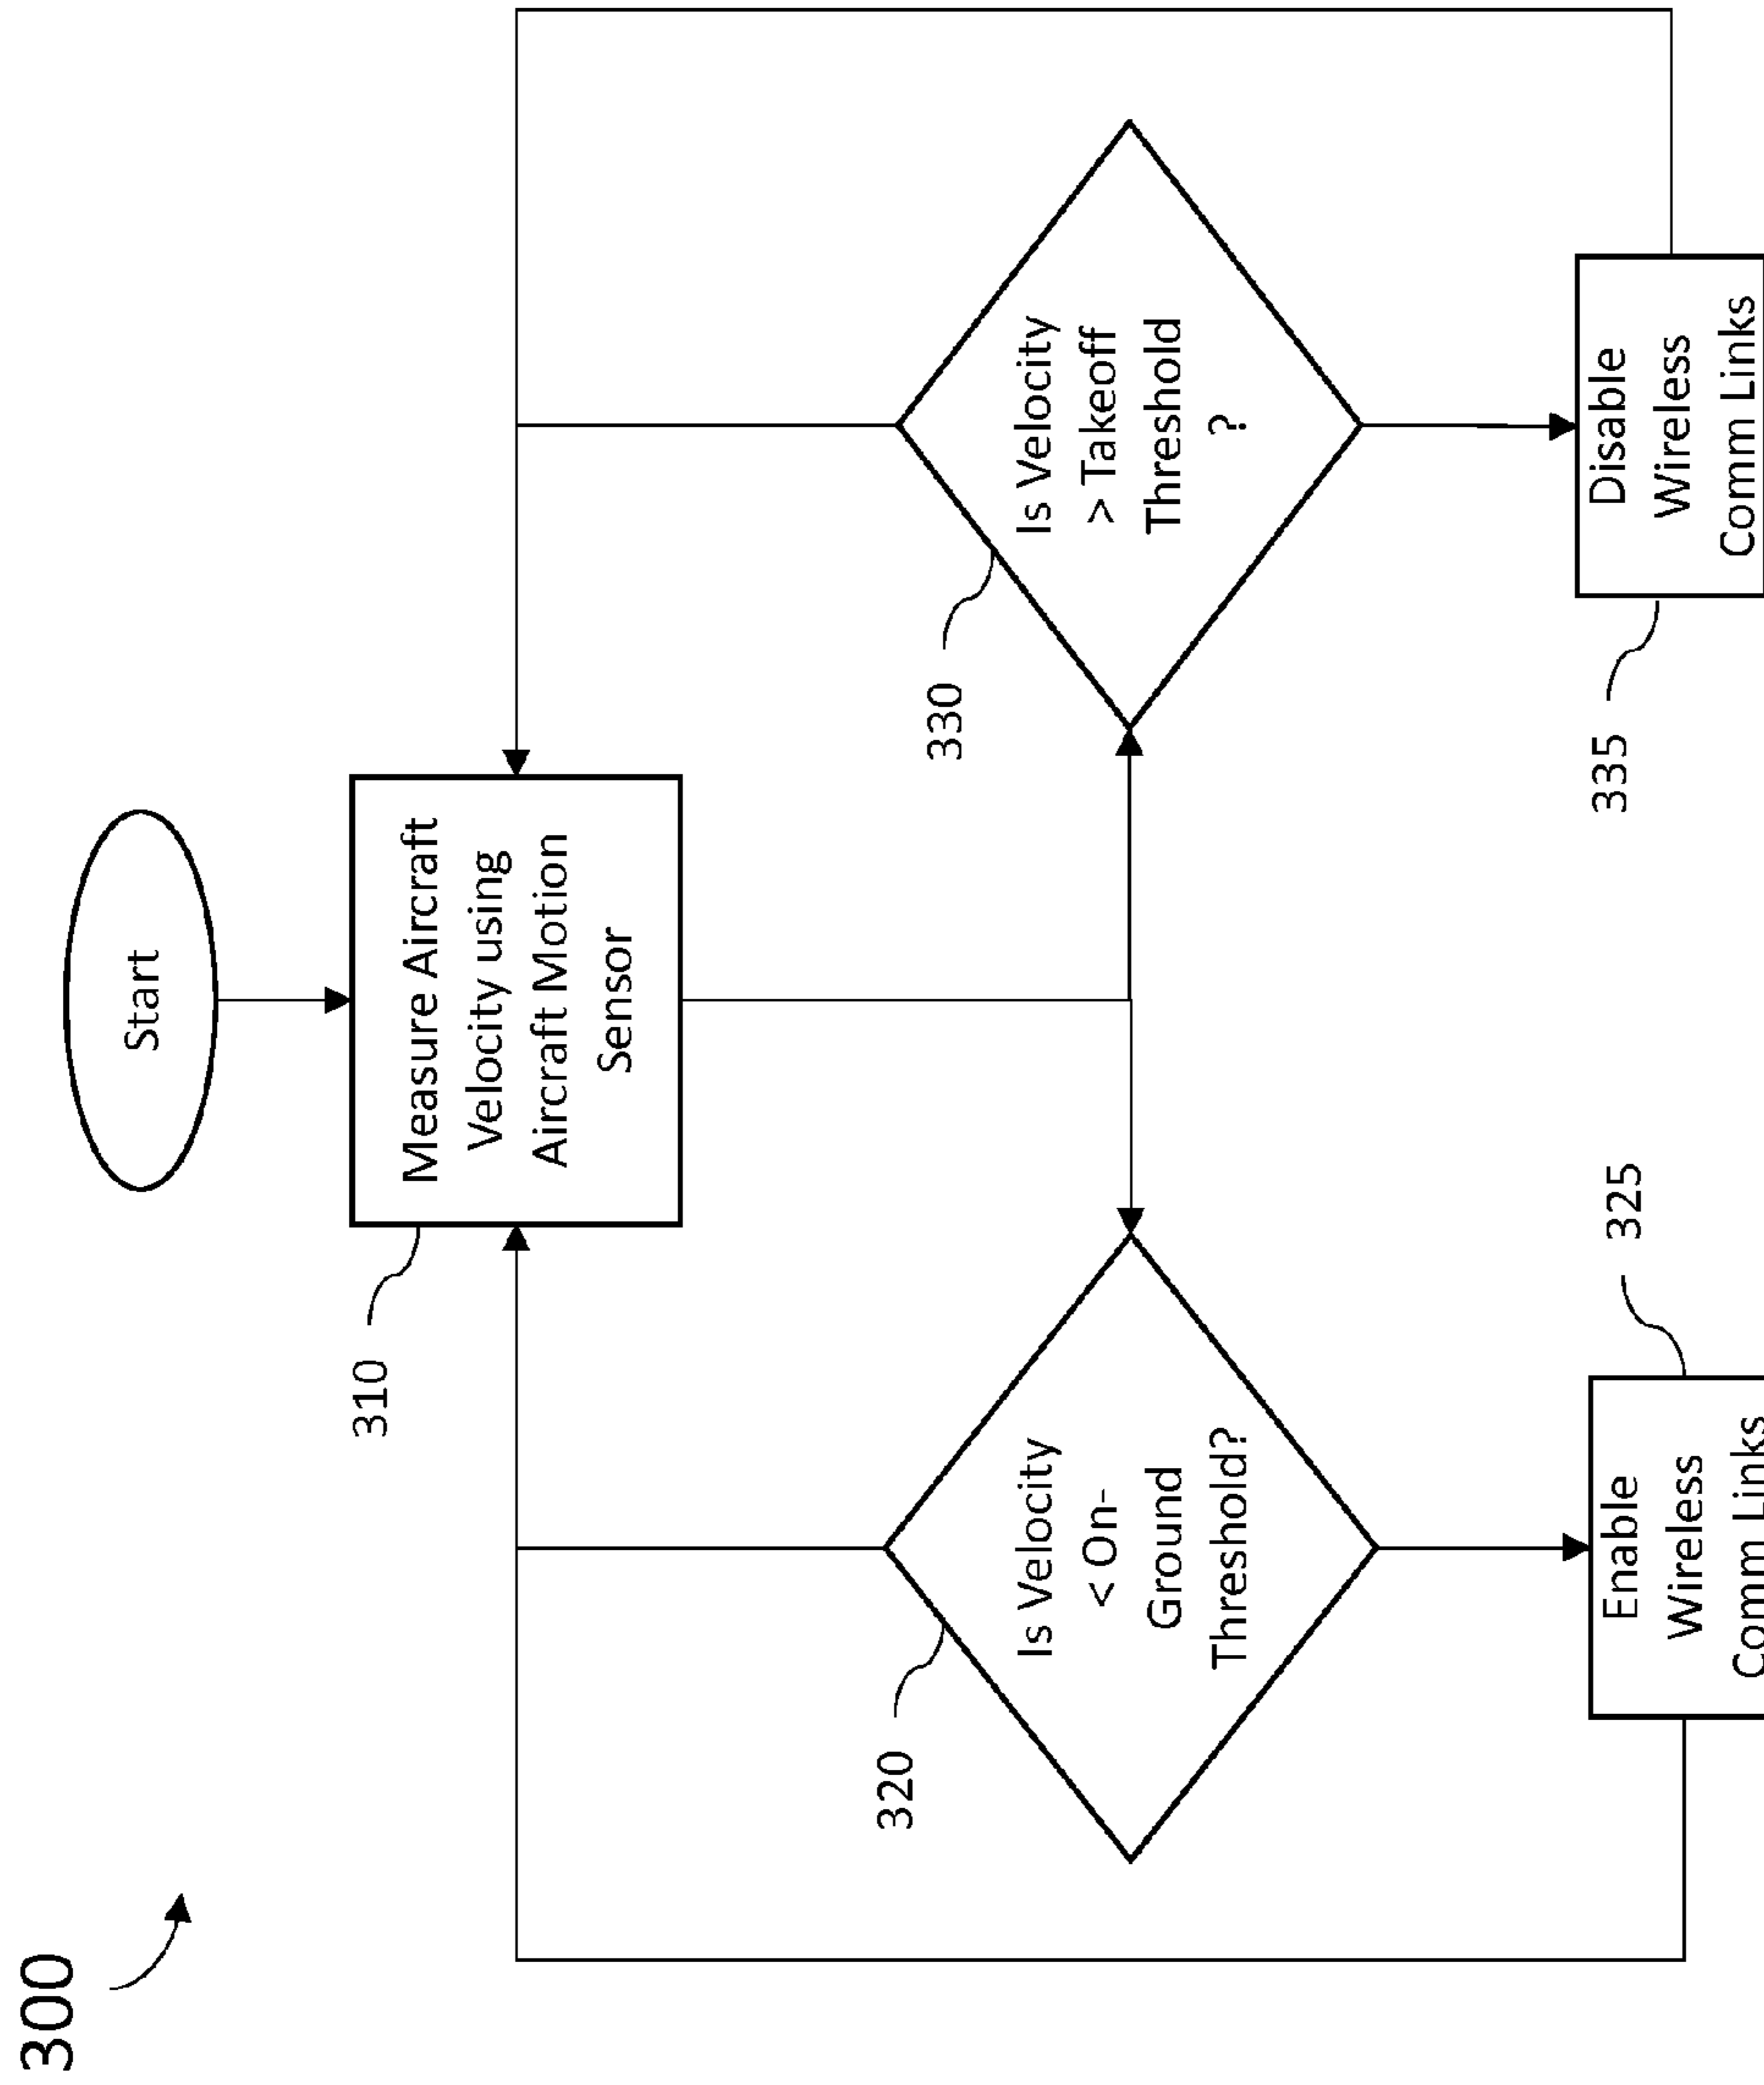 300
Start
310
Measure Aircraft
Velocity using
Aircraft Motion
Sensor
320
Is Velocity
< On-
Ground
Threshold?
330
Is Velocity
> Takeoff
Threshold
?
325
Enable
Wireless
Comm Links
335
Disable
Wireless
Comm Links